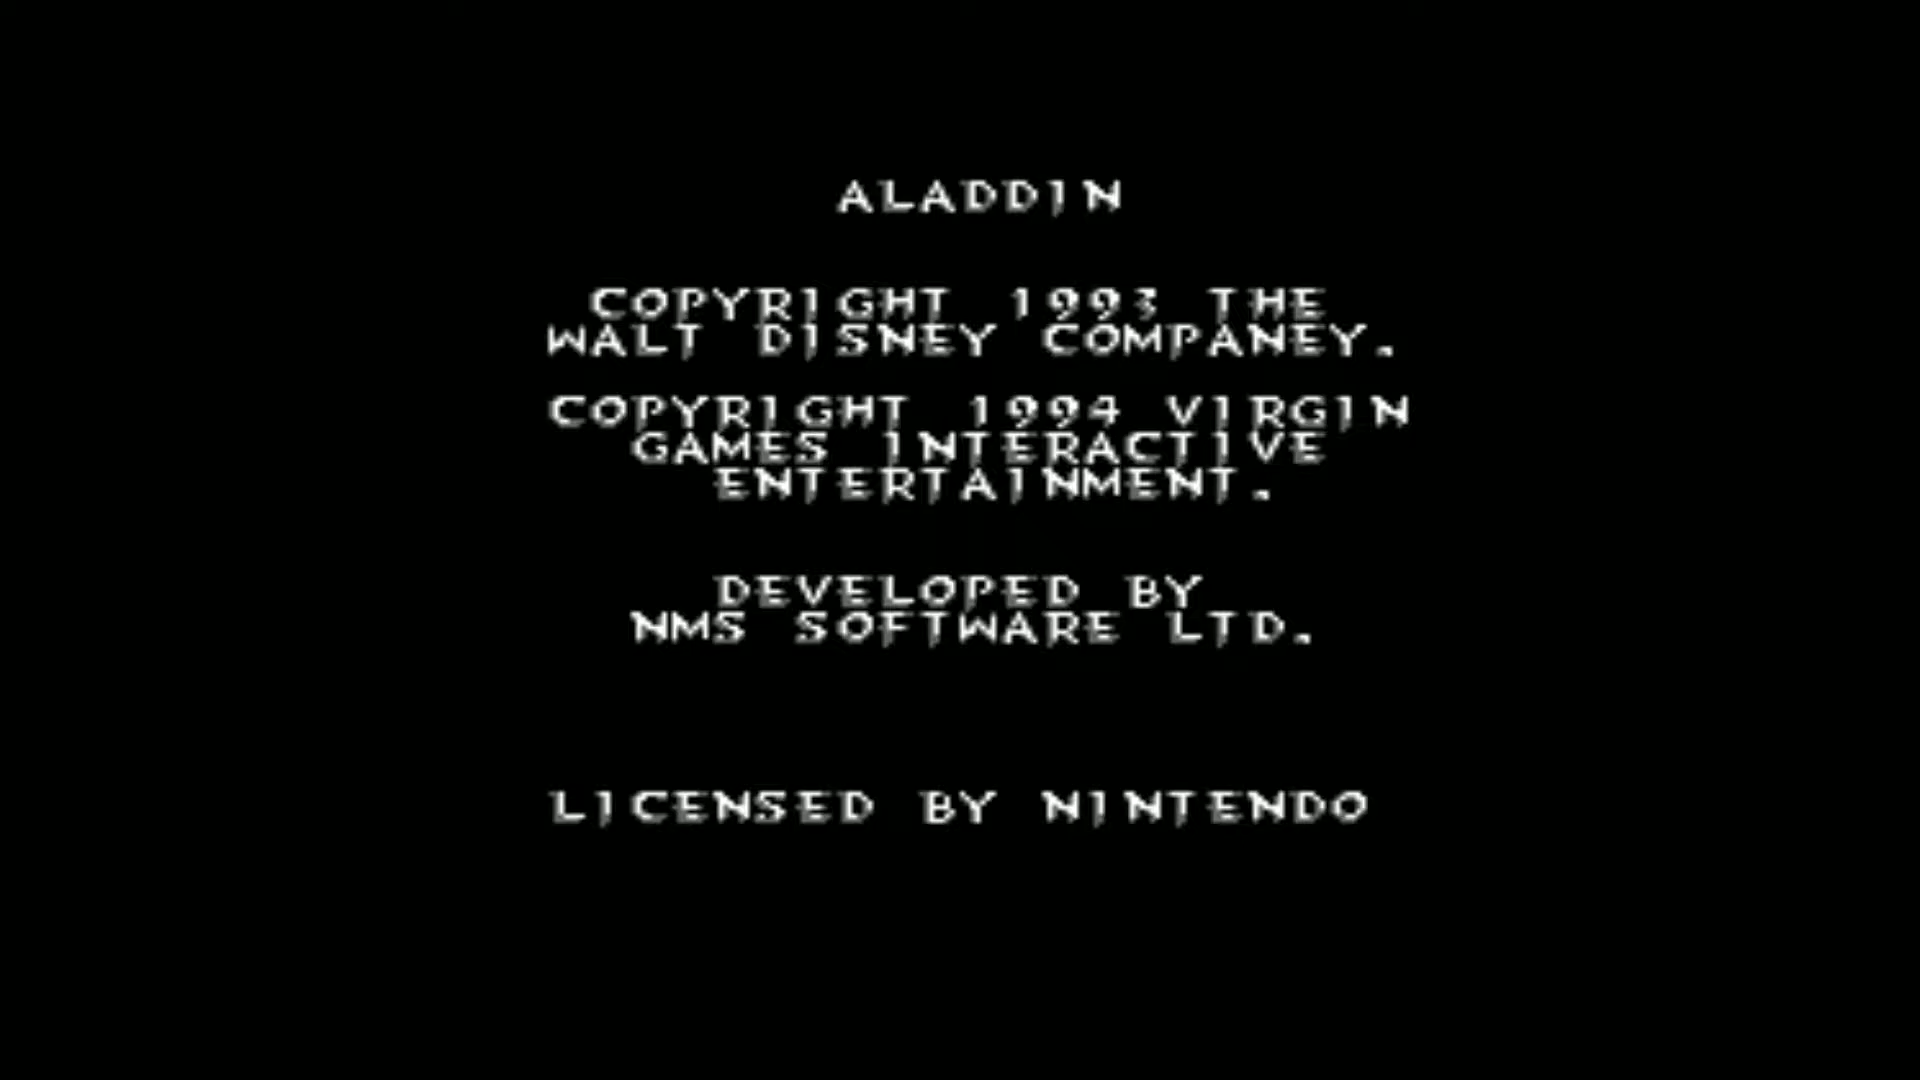 ALADDIN
COPYRIGHT 1993 THE
WALT DISNEY COMPANEY.
COPYRIGHT 1994 VIRGIN
GAMES INTERACTIVE
ENTERTAINMENT.
DEVELOPED BY
NMS SOFTWARE LTD.
LICENSED BY NINTENDO